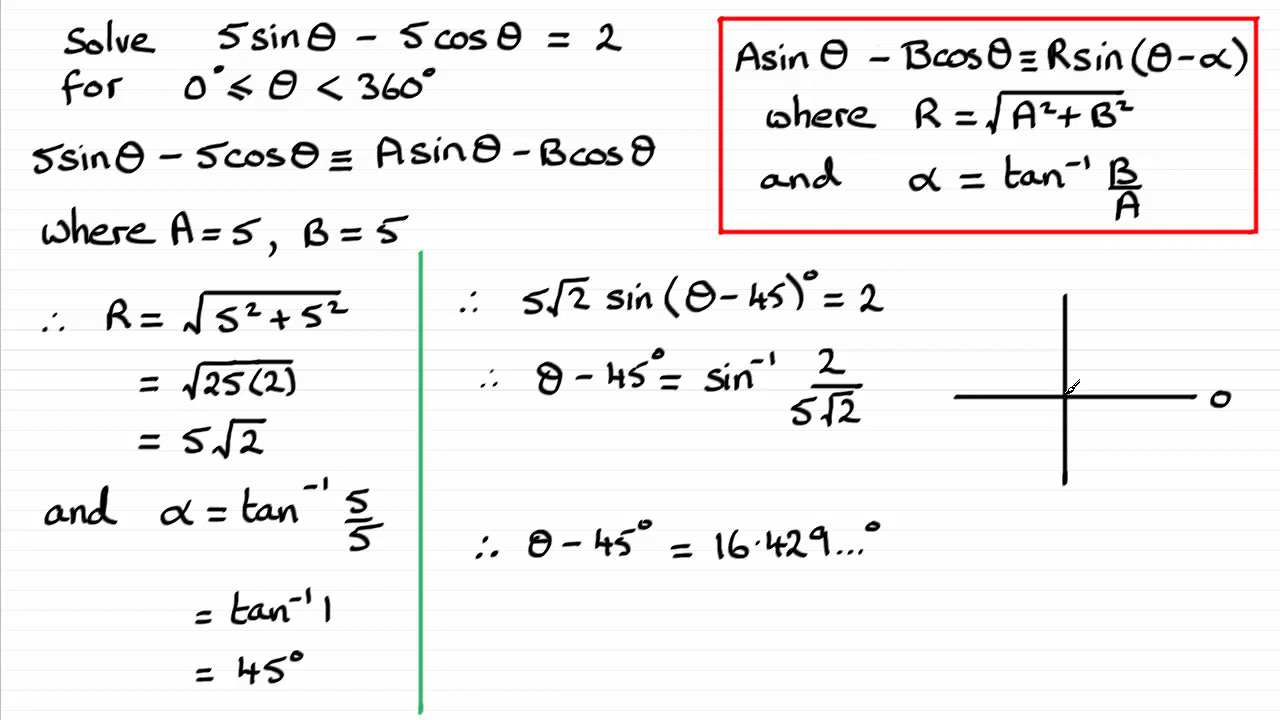 Solve 5sinθ − 5cosθ = 2
for 0° ≤ θ < 360°
5sinθ − 5cosθ ≡ Asinθ − Bcosθ
where A = 5, B = 5
∴ R = √(5² + 5²)
= √25(2)
= 5√2
and α = tan⁻¹ 5/5
= tan⁻¹ 1
= 45°
Asinθ − Bcosθ ≡ Rsin(θ − α)
where R = √(A² + B²)
and α = tan⁻¹ B/A
∴ 5√2 sin(θ − 45)° = 2
∴ θ − 45° = sin⁻¹ 2/5√2
∴ θ − 45° = 16·429...°
0